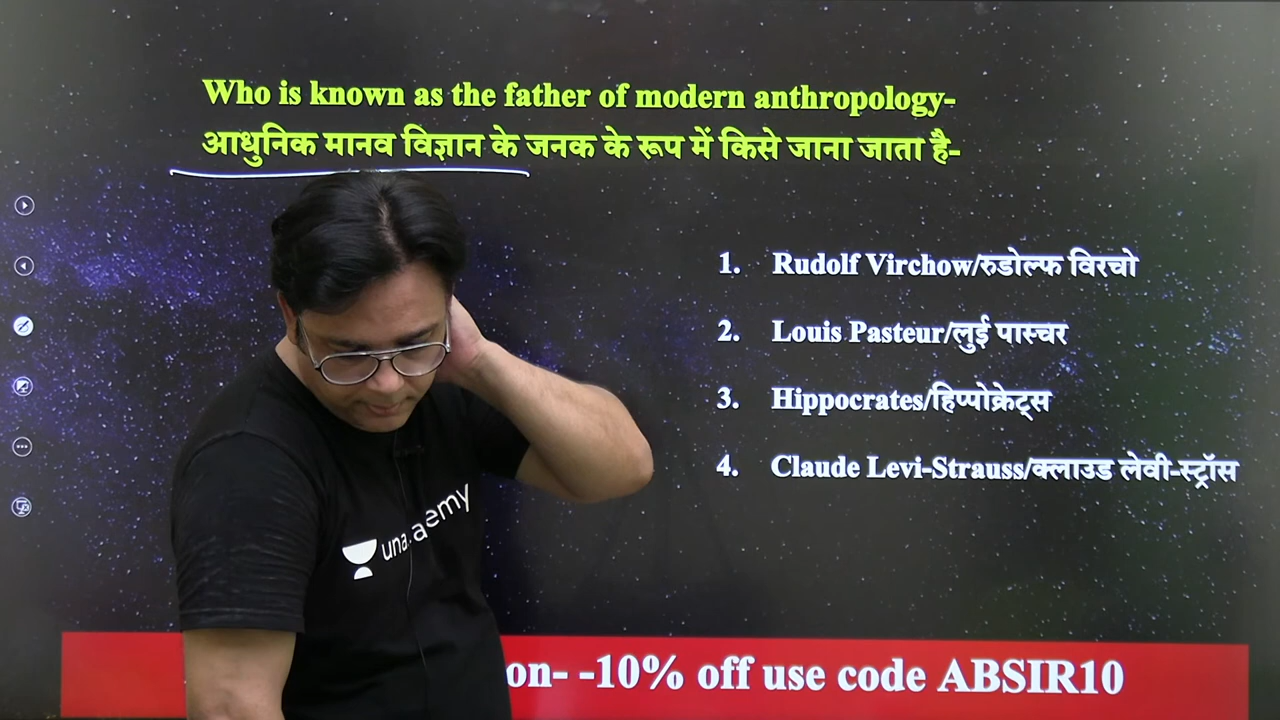 Who is known as the father of modern anthropology-
आधुनिक मानव विज्ञान के जनक के रूप में किसे जाना जाता है-
1. Rudolf Virchow/रुडोल्फ विरचो
2. Louis Pasteur/लुई पास्चर
3. Hippocrates/हिप्पोक्रेट्स
4. Claude Levi-Strauss/क्लाउड लेवी-स्ट्रॉस
on- -10% off use code ABSIR10